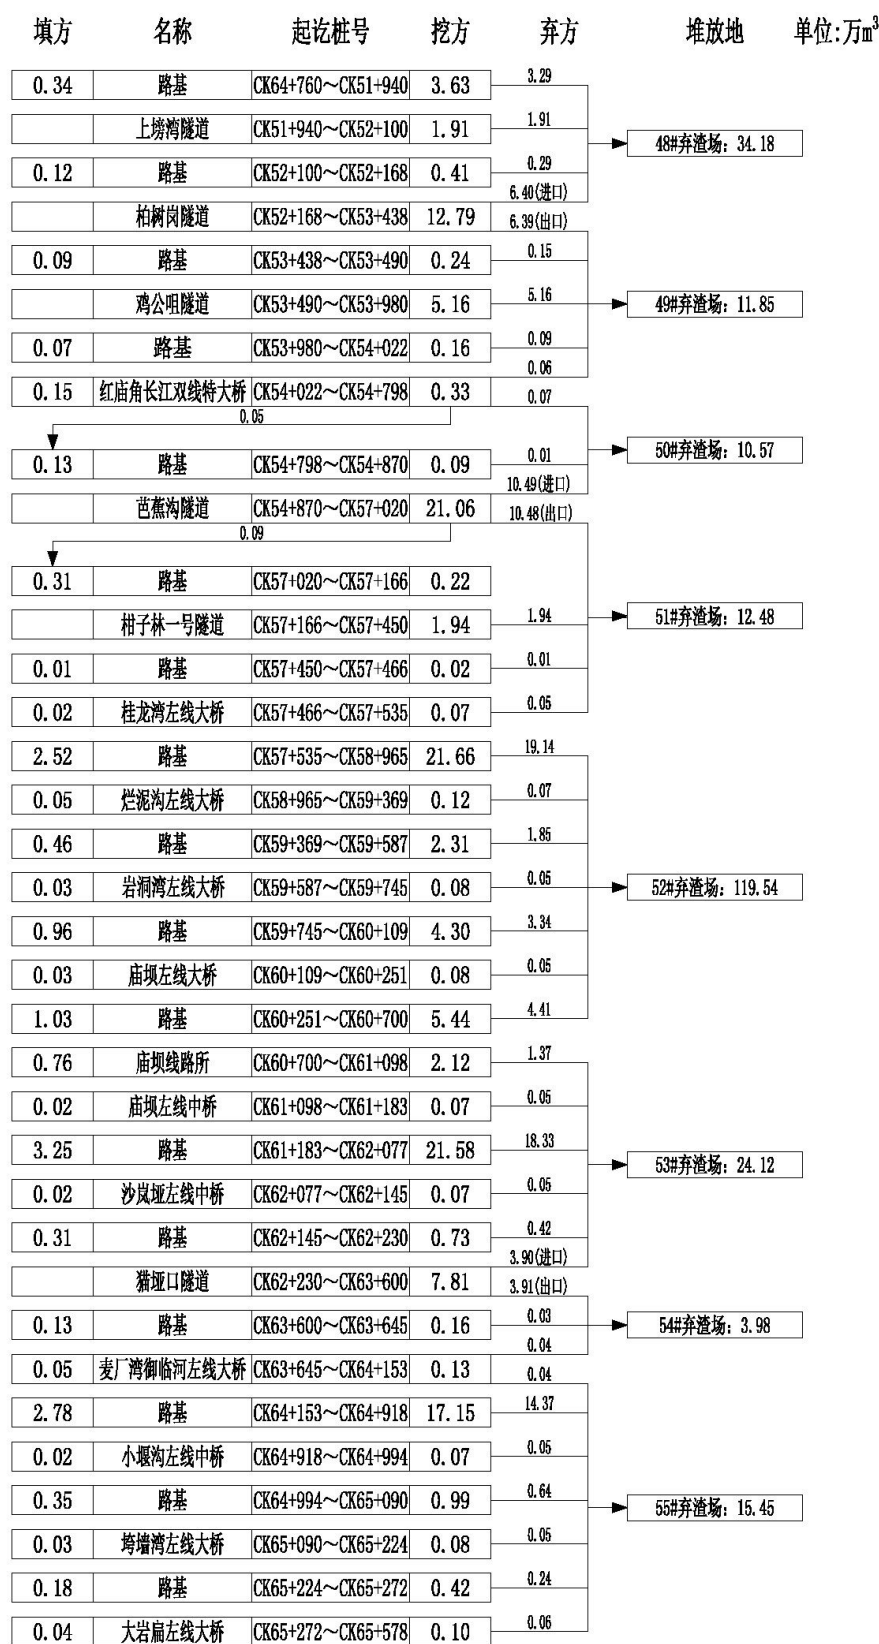 填方 名称 起讫桩号 挖方 弃方 堆放地 单位:万m³
0.34 路基 CK64+760~CK51+940 3.63 3.29
上塝湾隧道 CK51+940~CK52+100 1.91 1.91
48#弃渣场: 34.18
0.12 路基 CK52+100~CK52+168 0.41 0.29
6.40(进口)
柏树岗隧道 CK52+168~CK53+438 12.79 6.39(出口)
0.09 路基 CK53+438~CK53+490 0.24 0.15
鸡公咀隧道 CK53+490~CK53+980 5.16 5.16 49#弃渣场: 11.85
0.07 路基 CK53+980~CK54+022 0.16 0.09
0.06
0.15 红庙角长江双线特大桥 CK54+022~CK54+798 0.33 0.07
0.05
50#弃渣场: 10.57
0.13 路基 CK54+798~CK54+870 0.09 0.01
10.49(进口)
芭蕉沟隧道 CK54+870~CK57+020 21.06 10.48(出口)
0.09
0.31 路基 CK57+020~CK57+166 0.22
柑子林一号隧道 CK57+166~CK57+450 1.94 1.94 51#弃渣场: 12.48
0.01 路基 CK57+450~CK57+466 0.02 0.01
0.02 桂龙湾左线大桥 CK57+466~CK57+535 0.07 0.05
2.52 路基 CK57+535~CK58+965 21.66 19.14
0.05 烂泥沟左线大桥 CK58+965~CK59+369 0.12 0.07
0.46 路基 CK59+369~CK59+587 2.31 1.85
0.03 岩洞湾左线大桥 CK59+587~CK59+745 0.08 0.05 52#弃渣场: 119.54
0.96 路基 CK59+745~CK60+109 4.30 3.34
0.03 庙坝左线大桥 CK60+109~CK60+251 0.08 0.05
1.03 路基 CK60+251~CK60+700 5.44 4.41
0.76 庙坝线路所 CK60+700~CK61+098 2.12 1.37
0.02 庙坝左线中桥 CK61+098~CK61+183 0.07 0.05
3.25 路基 CK61+183~CK62+077 21.58 18.33
53#弃渣场: 24.12
0.02 沙岚垭左线中桥 CK62+077~CK62+145 0.07 0.05
0.31 路基 CK62+145~CK62+230 0.73 0.42
3.90(进口)
猫垭口隧道 CK62+230~CK63+600 7.81 3.91(出口)
0.13 路基 CK63+600~CK63+645 0.16 0.03 54#弃渣场: 3.98
0.04
0.05 麦厂湾御临河左线大桥 CK63+645~CK64+153 0.13 0.04
2.78 路基 CK64+153~CK64+918 17.15 14.37
0.02 小堰沟左线中桥 CK64+918~CK64+994 0.07 0.05
0.35 路基 CK64+994~CK65+090 0.99 0.64
55#弃渣场: 15.45
0.03 垮墙湾左线大桥 CK65+090~CK65+224 0.08 0.05
0.18 路基 CK65+224~CK65+272 0.42 0.24
0.04 大岩扁左线大桥 CK65+272~CK65+578 0.10 0.06